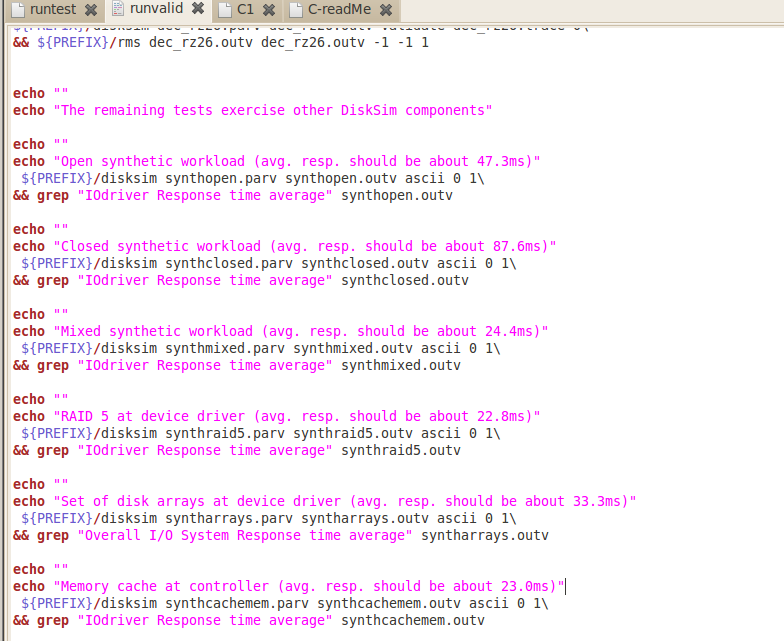 runtest
runvalid
C1
C-readMe
${PREFIX}/disksim dec_rz26.parv dec_rz26.outv validate dec_rz26.trace 0\
&& ${PREFIX}/rms dec_rz26.outv dec_rz26.outv -1 -1 1
echo ""
echo "The remaining tests exercise other DiskSim components"
echo ""
echo "Open synthetic workload (avg. resp. should be about 47.3ms)"
${PREFIX}/disksim synthopen.parv synthopen.outv ascii 0 1\
&& grep "IOdriver Response time average" synthopen.outv
echo ""
echo "Closed synthetic workload (avg. resp. should be about 87.6ms)"
${PREFIX}/disksim synthclosed.parv synthclosed.outv ascii 0 1\
&& grep "IOdriver Response time average" synthclosed.outv
echo ""
echo "Mixed synthetic workload (avg. resp. should be about 24.4ms)"
${PREFIX}/disksim synthmixed.parv synthmixed.outv ascii 0 1\
&& grep "IOdriver Response time average" synthmixed.outv
echo ""
echo "RAID 5 at device driver (avg. resp. should be about 22.8ms)"
${PREFIX}/disksim synthraid5.parv synthraid5.outv ascii 0 1\
&& grep "IOdriver Response time average" synthraid5.outv
echo ""
echo "Set of disk arrays at device driver (avg. resp. should be about 33.3ms)"
${PREFIX}/disksim syntharrays.parv syntharrays.outv ascii 0 1\
&& grep "Overall I/O System Response time average" syntharrays.outv
echo ""
echo "Memory cache at controller (avg. resp. should be about 23.0ms)"
${PREFIX}/disksim synthcachemem.parv synthcachemem.outv ascii 0 1\
&& grep "IOdriver Response time average" synthcachemem.outv